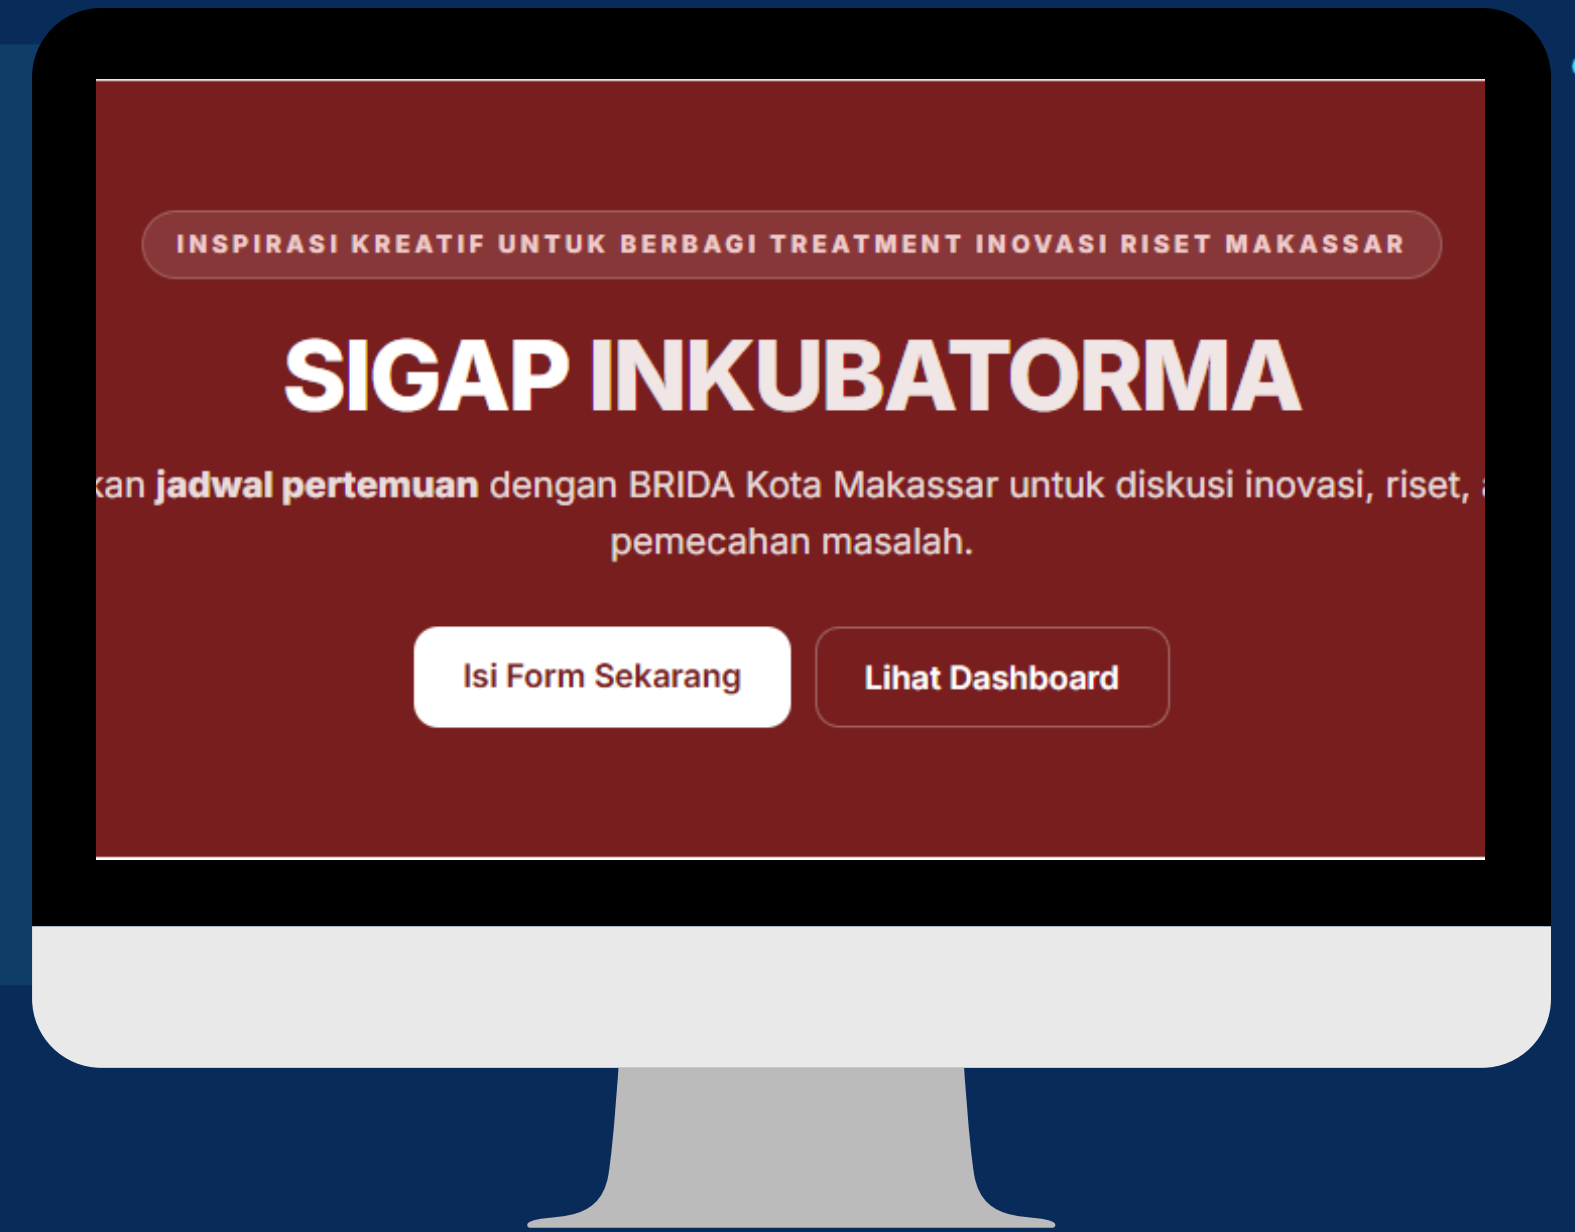 INSPIRASI KREATIF UNTUK BERBAGI TREATMENT INOVASI RISET MAKASSAR
SIGAP INKUBATORMA
kan jadwal pertemuan dengan BRIDA Kota Makassar untuk diskusi inovasi, riset,
pemecahan masalah.
Isi Form Sekarang
Lihat Dashboard